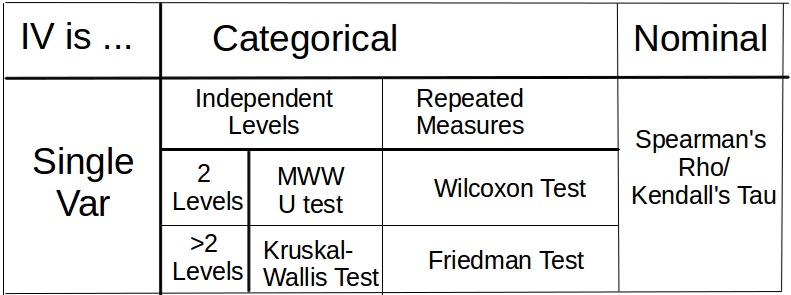 IV is ...
Categorical
Nominal
Single
Var
Independent
Levels
Repeated
Measures
2
Levels
MWW
U test
Wilcoxon Test
>2
Levels
Kruskal-
Wallis Test
Friedman Test
Spearman's
Rho/
Kendall's Tau